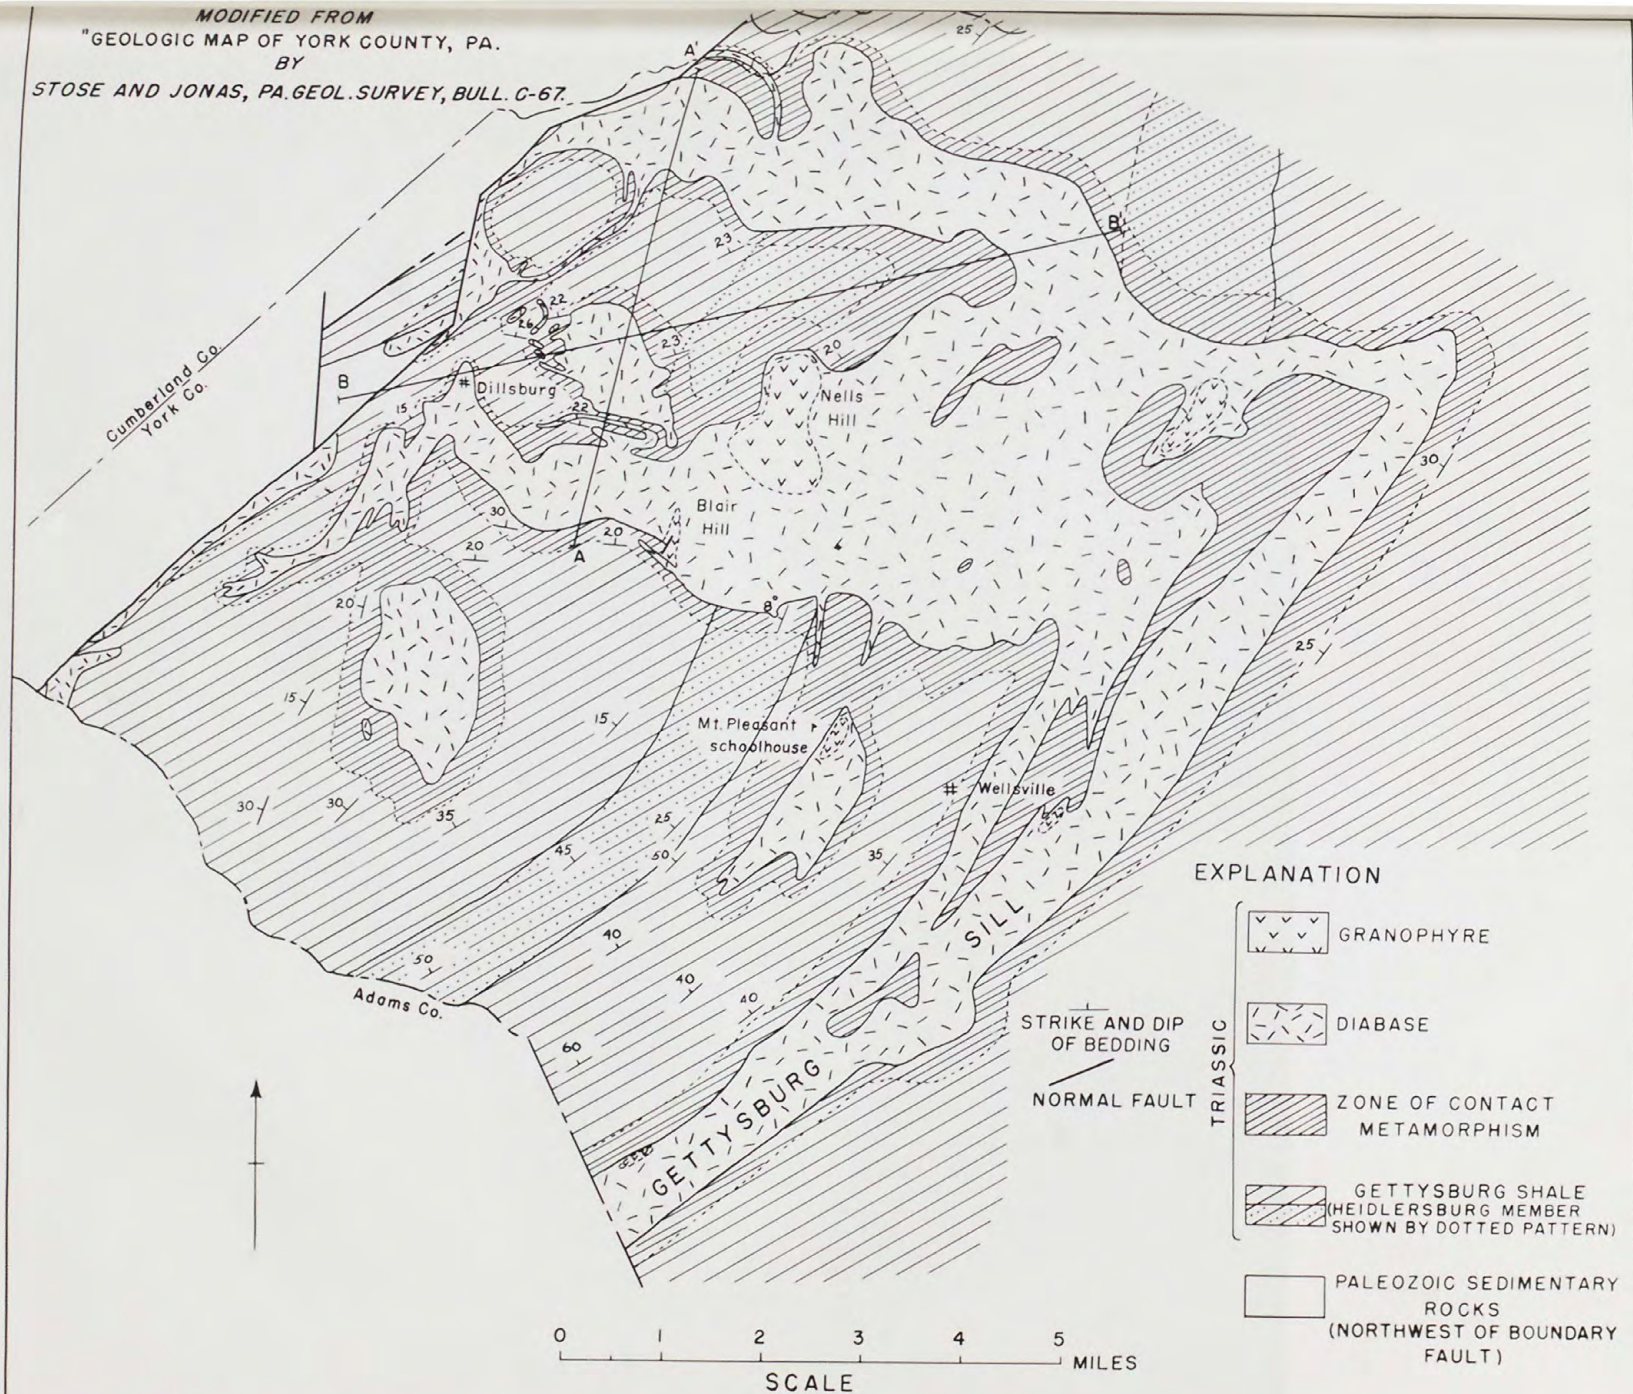 MODIFIED FROM
"GEOLOGIC MAP OF YORK COUNTY, PA.
BY
STOSE AND JONAS, PA. GEOL. SURVEY, BULL. C-67.
A'
25
B'
23
22
26
23
20
B
Dillsburg
15
22
Nells
Hill
Cumberland Co.
York Co.
30
Blair
Hill
30
20
20
A
20
8°
25
15
15
Mt. Pleasant
schoolhouse
Wellsville
30
30
35
25
45
50
35
SILL
40
50
40
40
Adams Co.
60
GETTYSBURG
EXPLANATION
GRANOPHYRE
DIABASE
ZONE OF CONTACT
METAMORPHISM
GETTYSBURG SHALE
(HEIDLERSBURG MEMBER
SHOWN BY DOTTED PATTERN)
TRIASSIC
PALEOZOIC SEDIMENTARY
ROCKS
(NORTHWEST OF BOUNDARY
FAULT)
STRIKE AND DIP
OF BEDDING
NORMAL FAULT
0 1 2 3 4 5 MILES
SCALE